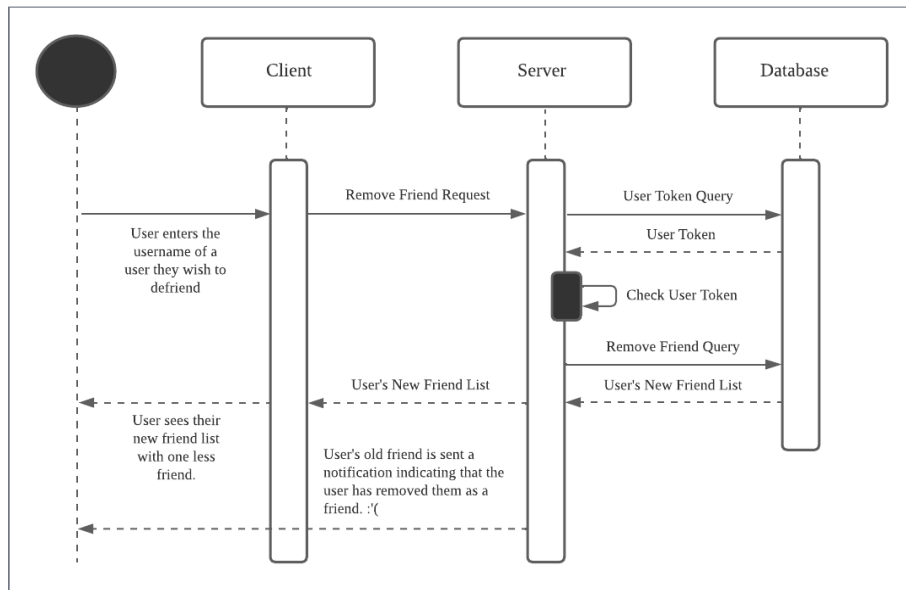 Client
Server
Database
Remove Friend Request
User Token Query
User enters the
username of a
user they wish to
defriend
User Token
Check User Token
Remove Friend Query
User's New Friend List
User's New Friend List
User sees their
new friend list
with one less
friend.
User's old friend is sent a
notification indicating that the
user has removed them as a
friend. :'(